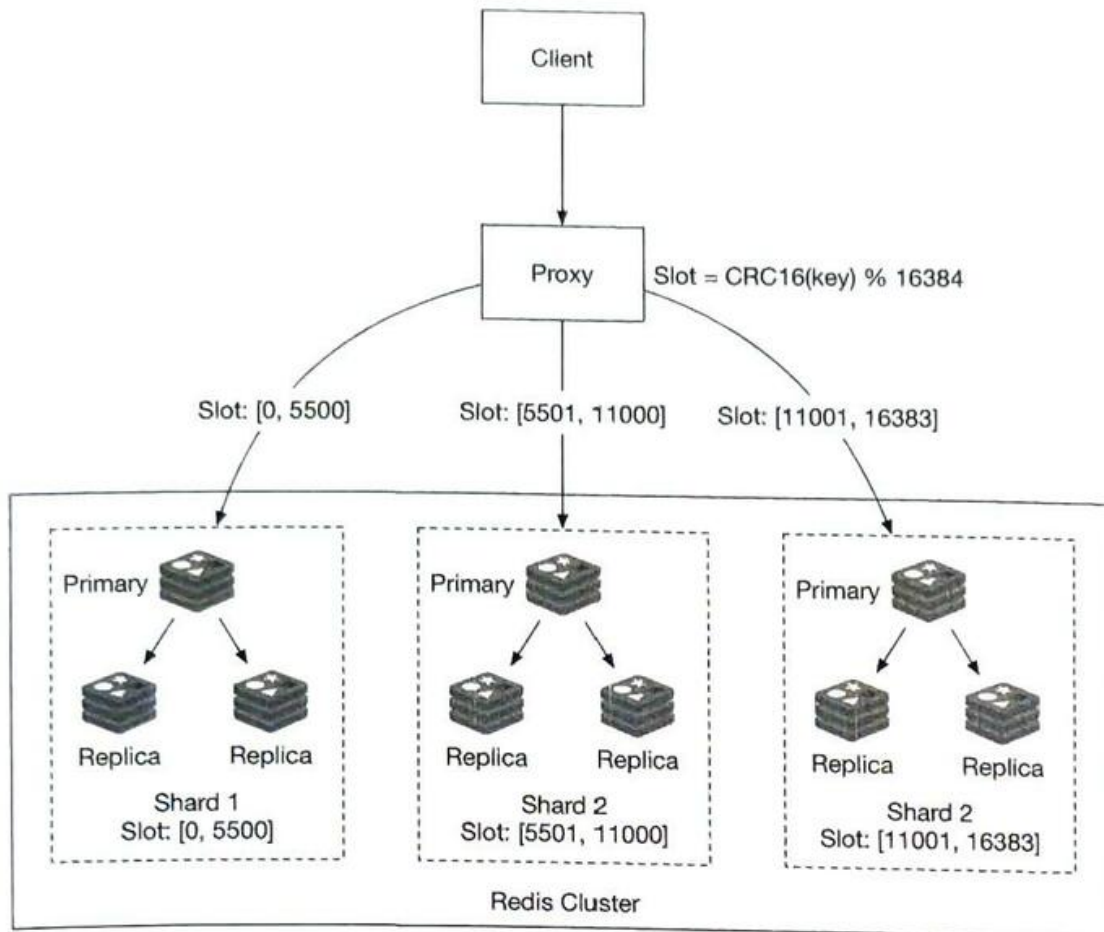 Client
Proxy
Slot = CRC16(key) % 16384
Slot: [0, 5500]
Slot: [5501, 11000]
Slot: [11001, 16383]
Primary
Primary
Primary
Replica
Replica
Replica
Replica
Replica
Replica
Shard 1
Slot: [0, 5500]
Shard 2
Slot: [5501, 11000]
Shard 2
Slot: [11001, 16383]
Redis Cluster